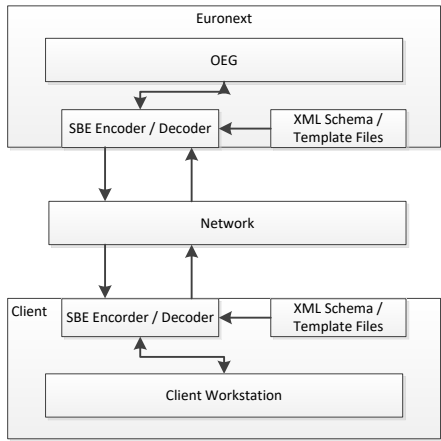 Euronext
OEG
SBE Encoder / Decoder
XML Schema /
Template Files
Network
Client
SBE Encorder / Decoder
XML Schema /
Template Files
Client Workstation